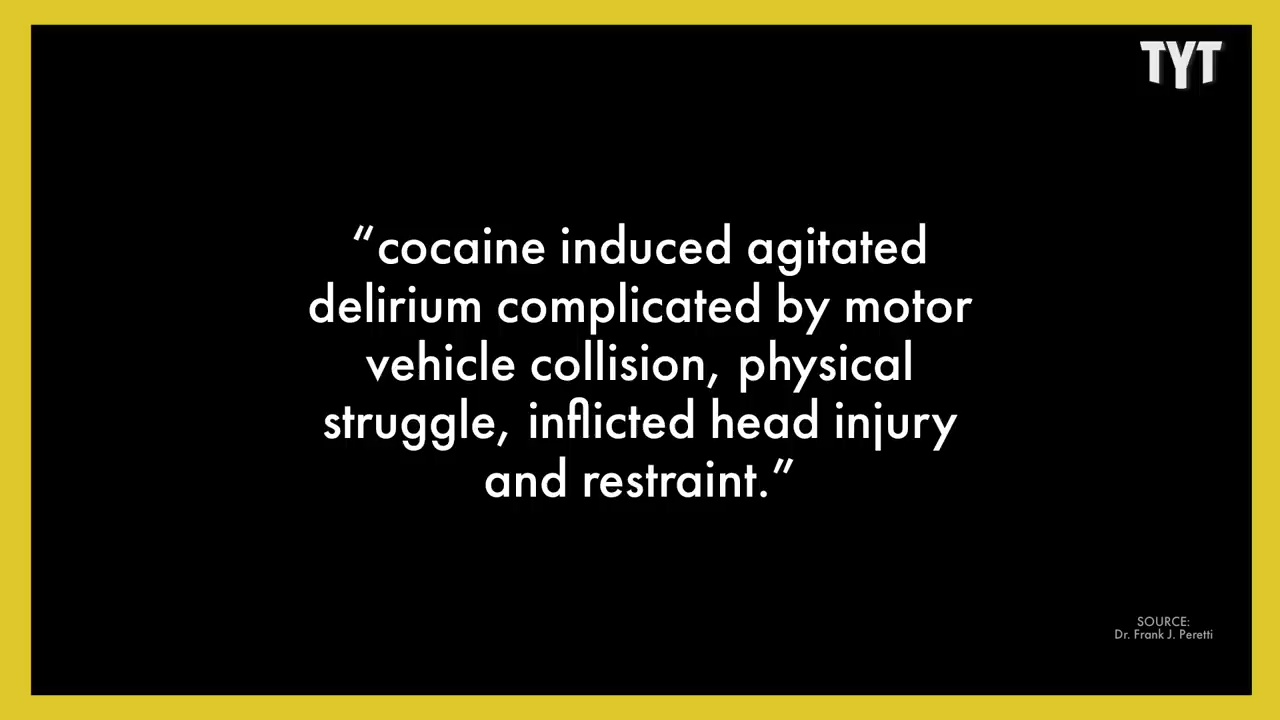 TYT
“cocaine induced agitated
delirium complicated by motor
vehicle collision, physical
struggle, inflicted head injury
and restraint.”
SOURCE:
Dr. Frank J. Peretti